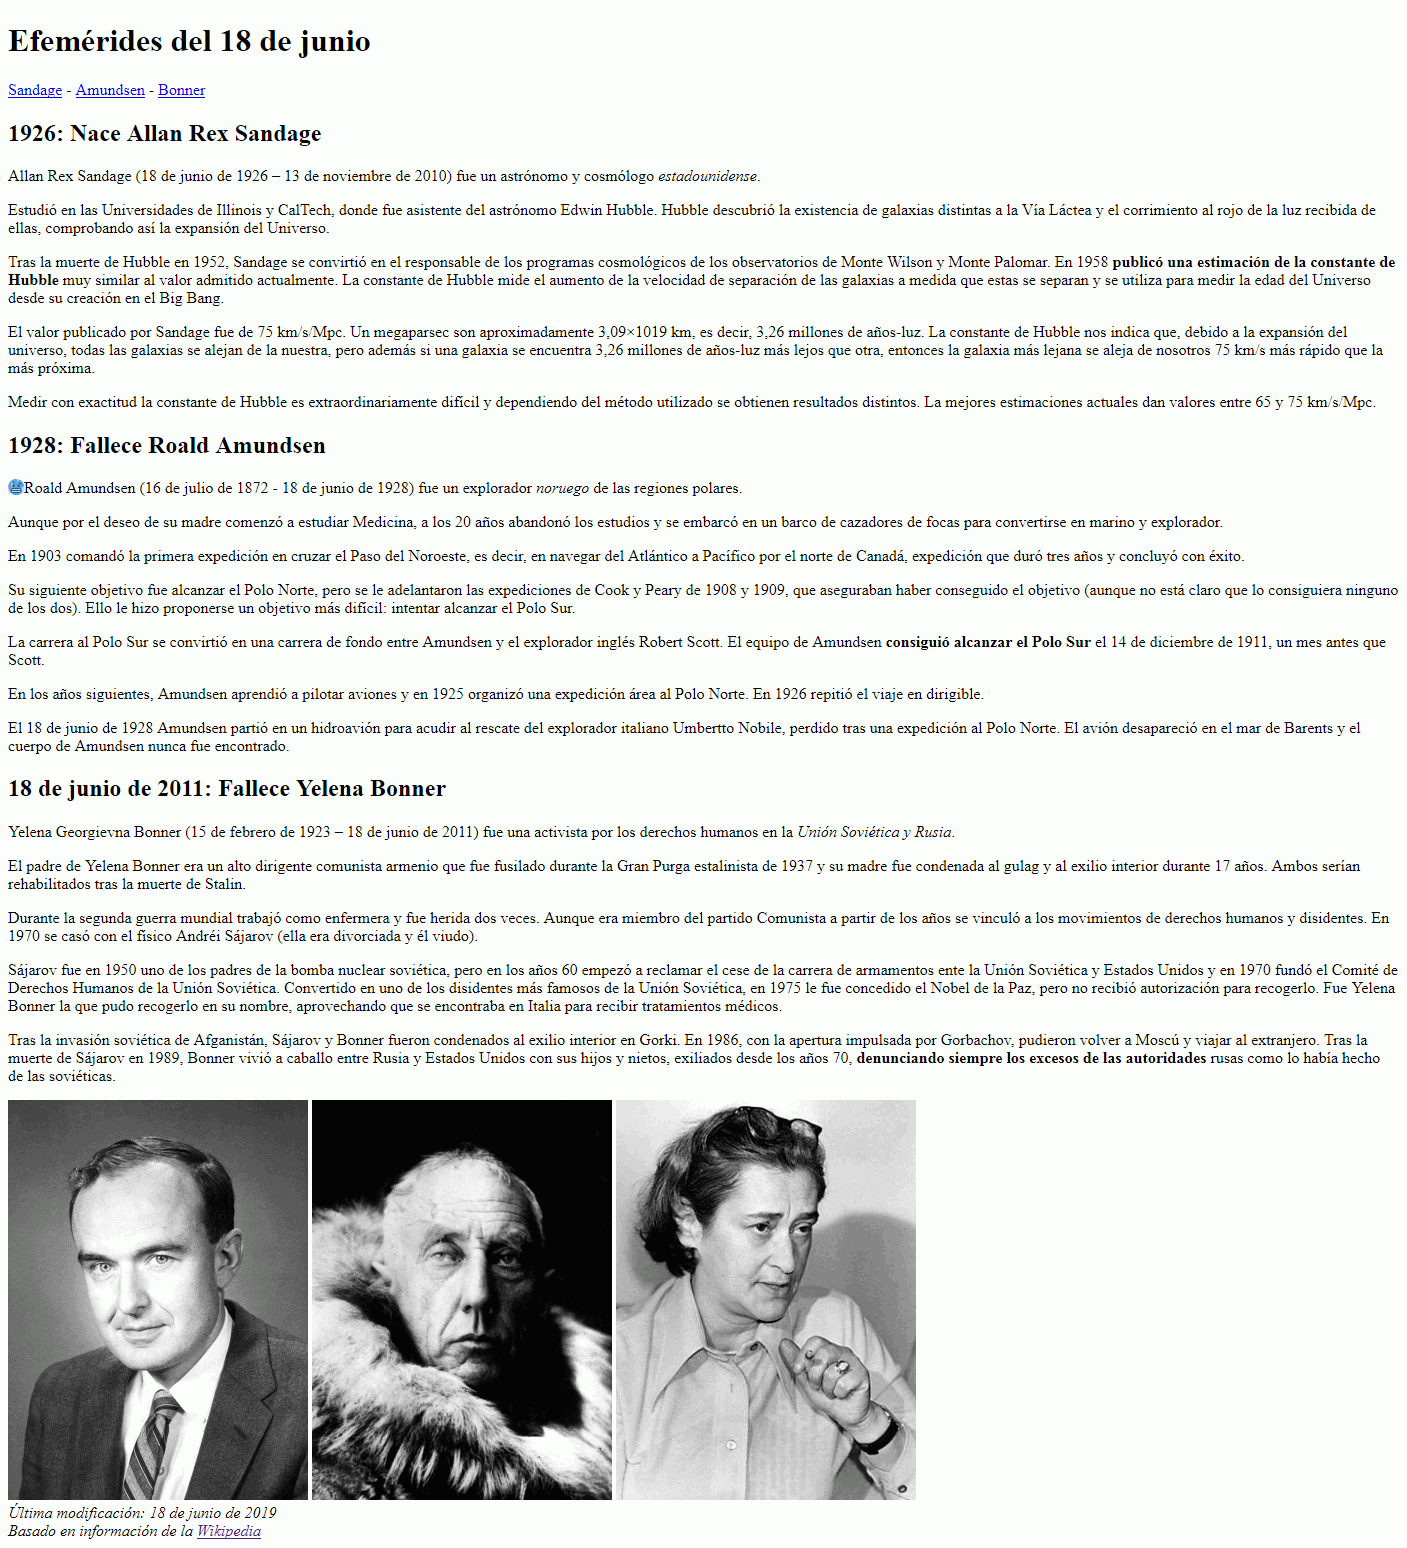 Efemérides del 18 de junio
Sandage - Amundsen - Bonner
1926: Nace Allan Rex Sandage
Allan Rex Sandage (18 de junio de 1926 – 13 de noviembre de 2010) fue un astrónomo y cosmólogo estadounidense.
Estudió en las Universidades de Illinois y CalTech, donde fue asistente del astrónomo Edwin Hubble. Hubble descubrió la existencia de galaxias distintas a la Vía Láctea y el corrimiento al rojo de la luz recibida de
ellas, comprobando así la expansión del Universo.
Tras la muerte de Hubble en 1952, Sandage se convirtió en el responsable de los programas cosmológicos de los observatorios de Monte Wilson y Monte Palomar. En 1958 publicó una estimación de la constante de
Hubble muy similar al valor admitido actualmente. La constante de Hubble mide el aumento de la velocidad de separación de las galaxias a medida que estas se separan y se utiliza para medir la edad del Universo
desde su creación en el Big Bang.
El valor publicado por Sandage fue de 75 km/s/Mpc. Un megaparsec son aproximadamente 3,09×1019 km, es decir, 3,26 millones de años-luz. La constante de Hubble nos indica que, debido a la expansión del
universo, todas las galaxias se alejan de la nuestra, pero además si una galaxia se encuentra 3,26 millones de años-luz más lejos que otra, entonces la galaxia más lejana se aleja de nosotros 75 km/s más rápido que la
más próxima.
Medir con exactitud la constante de Hubble es extraordinariamente difícil y dependiendo del método utilizado se obtienen resultados distintos. La mejores estimaciones actuales dan valores entre 65 y 75 km/s/Mpc.
1928: Fallece Roald Amundsen
Roald Amundsen (16 de julio de 1872 - 18 de junio de 1928) fue un explorador noruego de las regiones polares.
Aunque por el deseo de su madre comenzó a estudiar Medicina, a los 20 años abandonó los estudios y se embarcó en un barco de cazadores de focas para convertirse en marino y explorador.
En 1903 comandó la primera expedición en cruzar el Paso del Noroeste, es decir, en navegar del Atlántico a Pacífico por el norte de Canadá, expedición que duró tres años y concluyó con éxito.
Su siguiente objetivo fue alcanzar el Polo Norte, pero se le adelantaron las expediciones de Cook y Peary de 1908 y 1909, que aseguraban haber conseguido el objetivo (aunque no está claro que lo consiguiera ninguno
de los dos). Ello le hizo proponerse un objetivo más difícil: intentar alcanzar el Polo Sur.
La carrera al Polo Sur se convirtió en una carrera de fondo entre Amundsen y el explorador inglés Robert Scott. El equipo de Amundsen consiguió alcanzar el Polo Sur el 14 de diciembre de 1911, un mes antes que
Scott.
En los años siguientes, Amundsen aprendió a pilotar aviones y en 1925 organizó una expedición área al Polo Norte. En 1926 repitió el viaje en dirigible.
El 18 de junio de 1928 Amundsen partió en un hidroavión para acudir al rescate del explorador italiano Umbertto Nobile, perdido tras una expedición al Polo Norte. El avión desapareció en el mar de Barents y el
cuerpo de Amundsen nunca fue encontrado.
18 de junio de 2011: Fallece Yelena Bonner
Yelena Georgievna Bonner (15 de febrero de 1923 – 18 de junio de 2011) fue una activista por los derechos humanos en la Unión Soviética y Rusia.
El padre de Yelena Bonner era un alto dirigente comunista armenio que fue fusilado durante la Gran Purga estalinista de 1937 y su madre fue condenada al gulag y al exilio interior durante 17 años. Ambos serían
rehabilitados tras la muerte de Stalin.
Durante la segunda guerra mundial trabajó como enfermera y fue herida dos veces. Aunque era miembro del partido Comunista a partir de los años se vinculó a los movimientos de derechos humanos y disidentes. En
1970 se casó con el físico Andréi Sájarov (ella era divorciada y él viudo).
Sájarov fue en 1950 uno de los padres de la bomba nuclear soviética, pero en los años 60 empezó a reclamar el cese de la carrera de armamentos ente la Unión Soviética y Estados Unidos y en 1970 fundó el Comité de
Derechos Humanos de la Unión Soviética. Convertido en uno de los disidentes más famosos de la Unión Soviética, en 1975 le fue concedido el Nobel de la Paz, pero no recibió autorización para recogerlo. Fue Yelena
Bonner la que pudo recogerlo en su nombre, aprovechando que se encontraba en Italia para recibir tratamientos médicos.
Tras la invasión soviética de Afganistán, Sájarov y Bonner fueron condenados al exilio interior en Gorki. En 1986, con la apertura impulsada por Gorbachov, pudieron volver a Moscú y viajar al extranjero. Tras la
muerte de Sájarov en 1989, Bonner vivió a caballo entre Rusia y Estados Unidos con sus hijos y nietos, exiliados desde los años 70, denunciando siempre los excesos de las autoridades rusas como lo había hecho
de las soviéticas.
Última modificación: 18 de junio de 2019
Basado en información de la Wikipedia